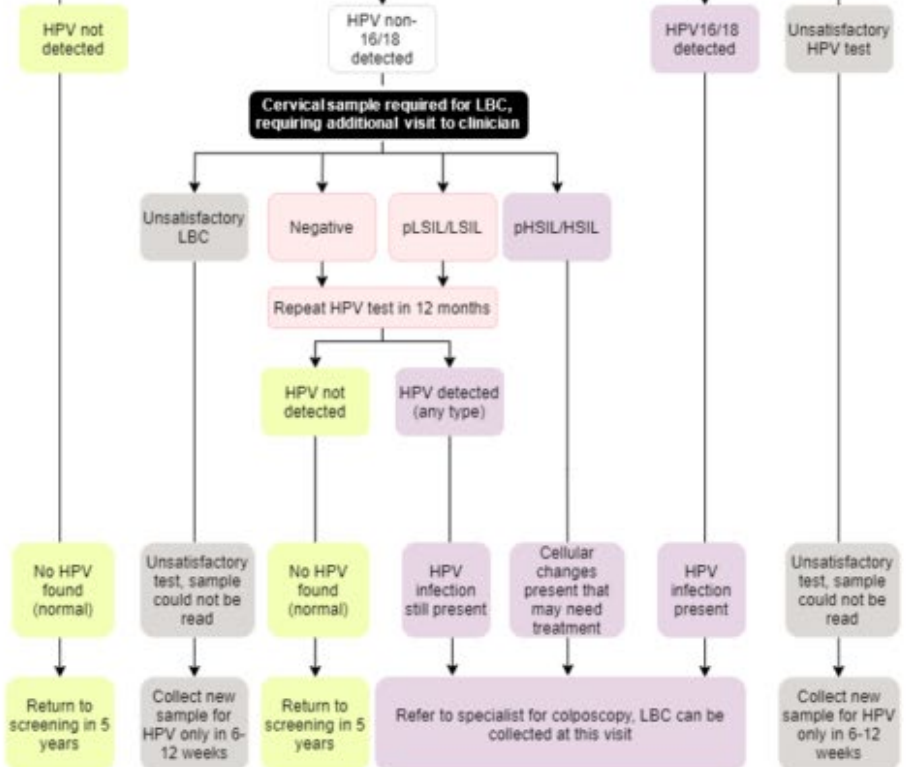 HPV not
detected
HPV non-
16/18
detected
HPV16/18
detected
Unsatisfactory
HPV test
Cervical sample required for LBC,
requiring additional visit to clinician
Unsatisfactory
LBC
Negative
pLSIL/LSIL
pHSIL/HSIL
Repeat HPV test in 12 months
HPV not
detected
HPV detected
(any type)
No HPV
found
(normal)
Unsatisfactory
test, sample
could not be
read
No HPV
found
(normal)
HPV
infection
still present
Cellular
changes
present that
may need
treatment
HPV
infection
present
Unsatisfactory
test, sample
could not be
read
Return to
screening in 5
years
Collect new
sample for
HPV only in 6-
12 weeks
Return to
screening in 5
years
Refer to specialist for colposcopy, LBC can be
collected at this visit
Collect new
sample for HPV
only in 6-12
weeks